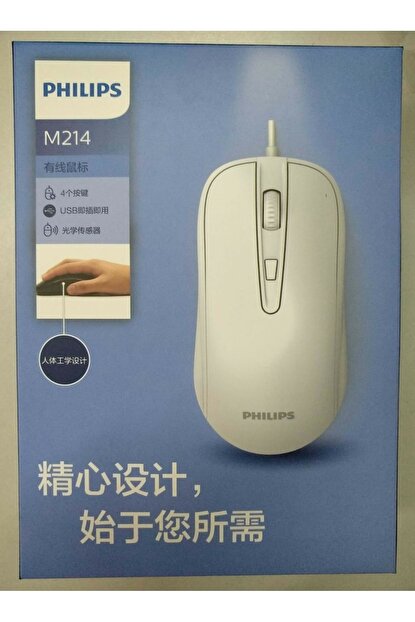 PHILIPS
M214
有线鼠标
4个按键
USB即插即用
光学传感器
人体工学设计
PHILIPS
精心设计，
始于您所需